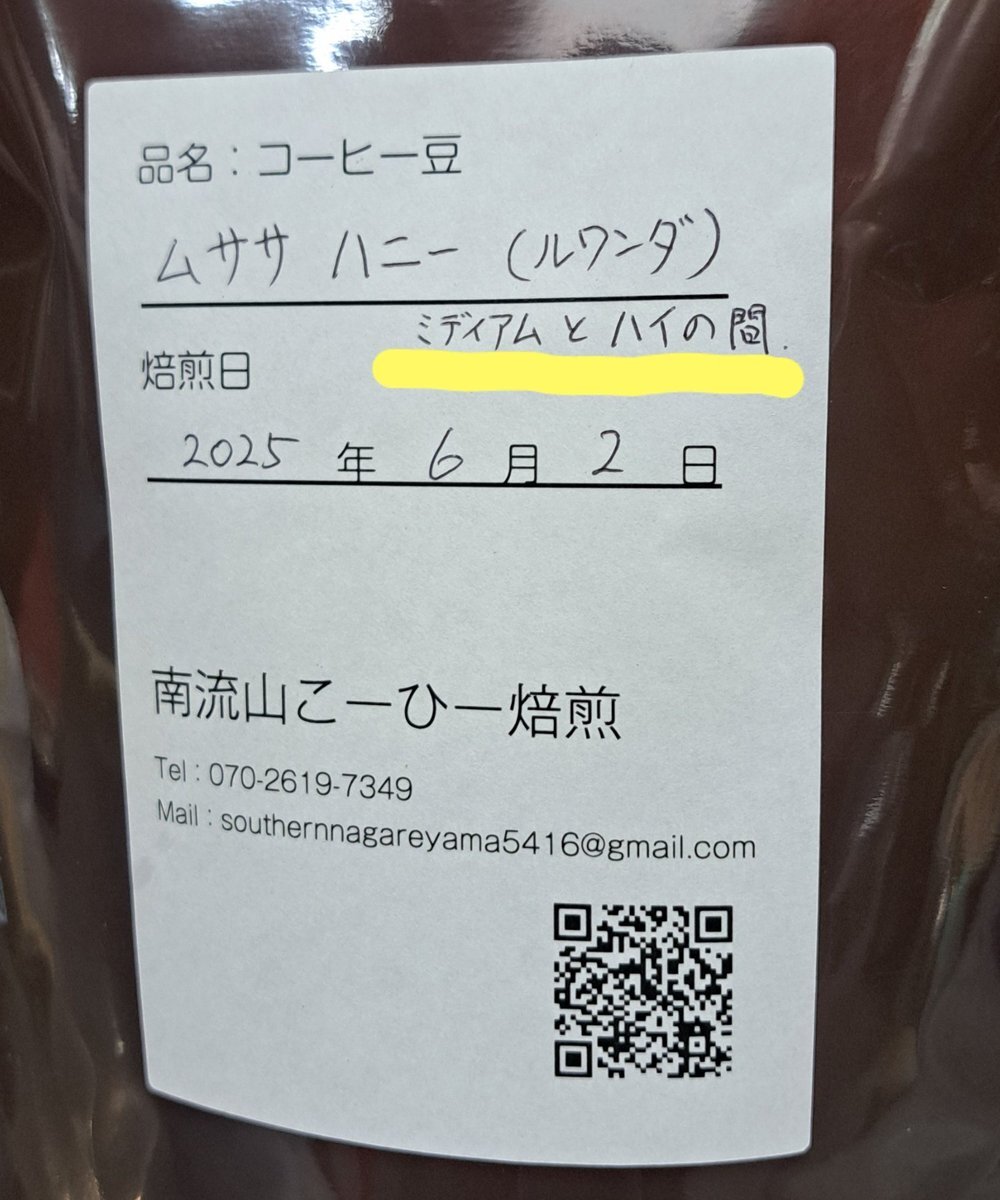 品名：コーヒー豆
ムササ ハニー （ルワンダ）
ミディアムとハイの間.
焙煎日
2025 年 6 月 2 日
南流山こーひー焙煎
Tel : 070-2619-7349
Mail : southernnagareyama5416@gmail.com